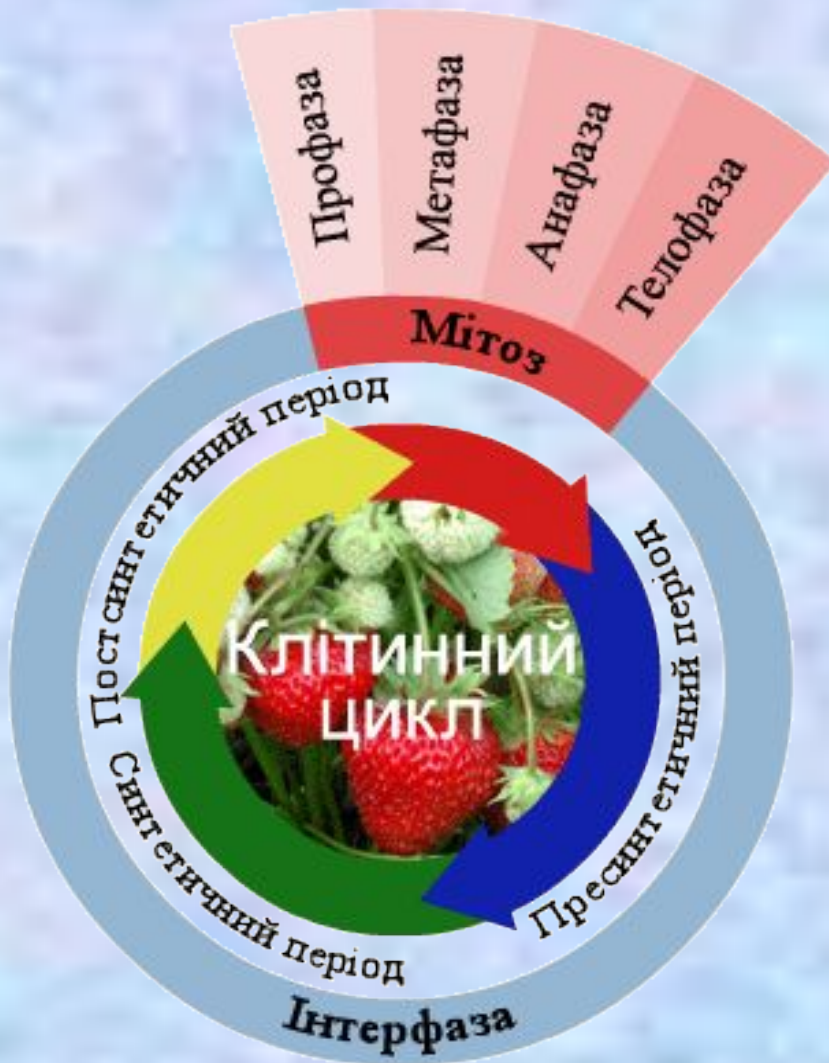 Профаза
Метафаза
Анафаза
Телофаза
Мітоз
Постсинтетичний період
Клітинний
цикл
Пресинтетичний період
Синтетичний період
Інтерфаза